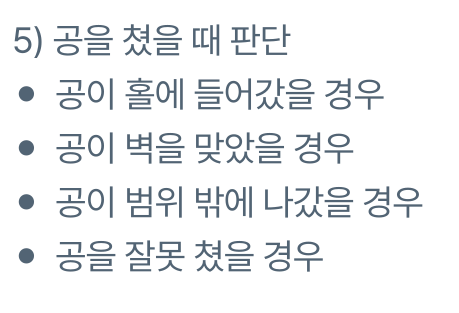 5) 공을 쳤을 때 판단
● 공이 홀에 들어갔을 경우
● 공이 벽을 맞았을 경우
● 공이 범위 밖에 나갔을 경우
● 공을 잘못 쳤을 경우